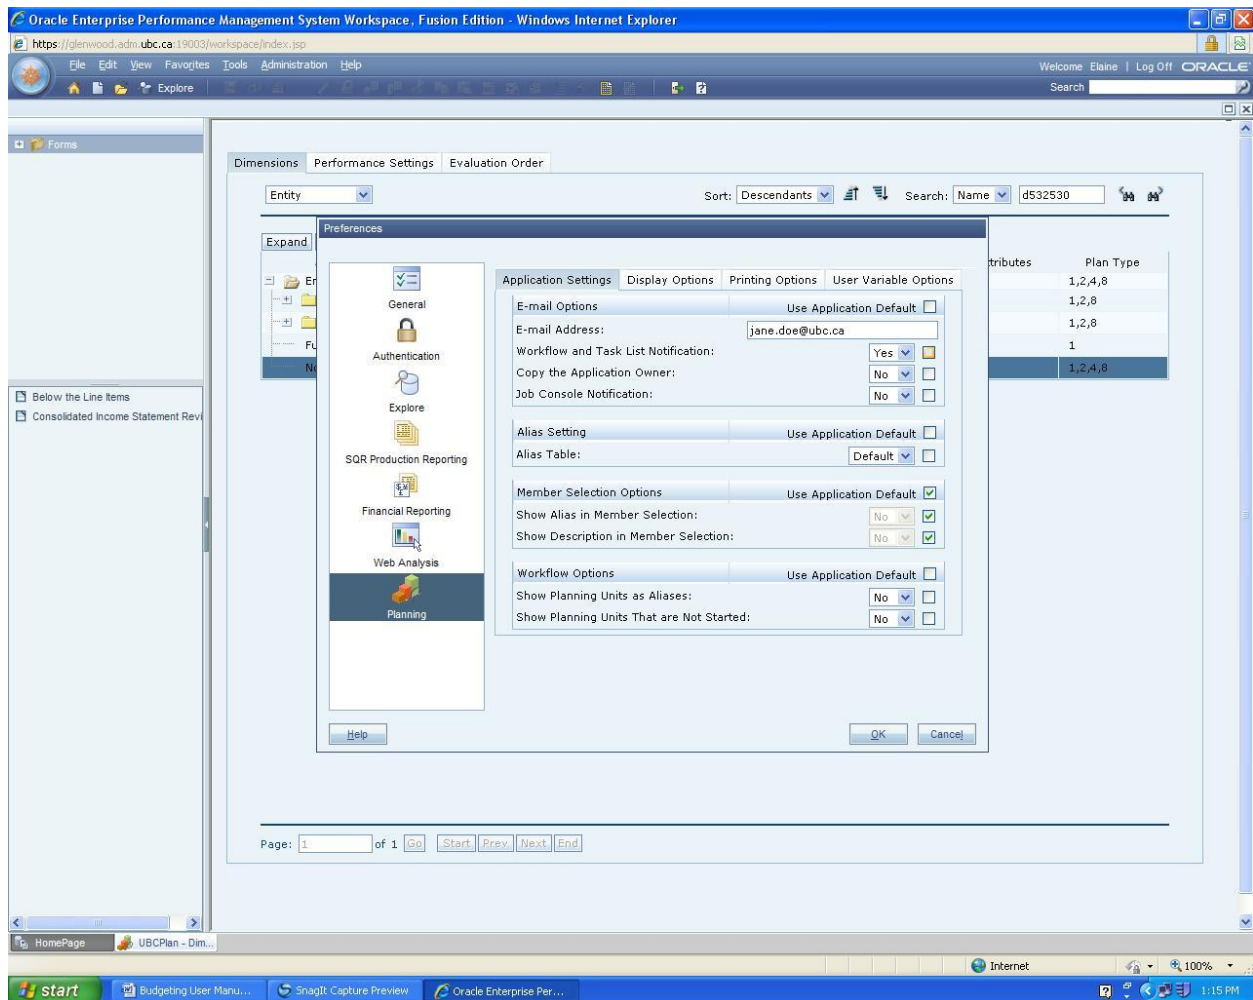 Oracle Enterprise Performance Management System Workspace, Fusion Edition - Windows Internet Explorer
https://glenwood.adm.ubc.ca:19003/workspace/index.jsp
File Edit View Favorites Tools Administration Help
Welcome Elaine | Log Off ORACLE
Explore
Search
Forms
Dimensions Performance Settings Evaluation Order
Entity Sort: Descendants Search: Name d532530
Preferences
Expand
ttributes Plan Type
1,2,4,8
1,2,8
1,2,8
Fu 1
1,2,4,8
General
Authentication
Explore
SQR Production Reporting
Financial Reporting
Web Analysis
Planning
Application Settings Display Options Printing Options User Variable Options
E-mail Options Use Application Default
E-mail Address: jane.doe@ubc.ca
Workflow and Task List Notification: Yes
Copy the Application Owner: No
Job Console Notification: No
Alias Setting Use Application Default
Alias Table: Default
Member Selection Options Use Application Default
Show Alias in Member Selection: No
Show Description in Member Selection: No
Workflow Options Use Application Default
Show Planning Units as Aliases: No
Show Planning Units That are Not Started: No
Help OK Cancel
Below the Line Items
Consolidated Income Statement Revi
Page: 1 of 1 Go Start Prev Next End
HomePage UBCPlan - Dim...
Internet 100%
start Budgeting User Manu... SnagIt Capture Preview Oracle Enterprise Per... 1:15 PM